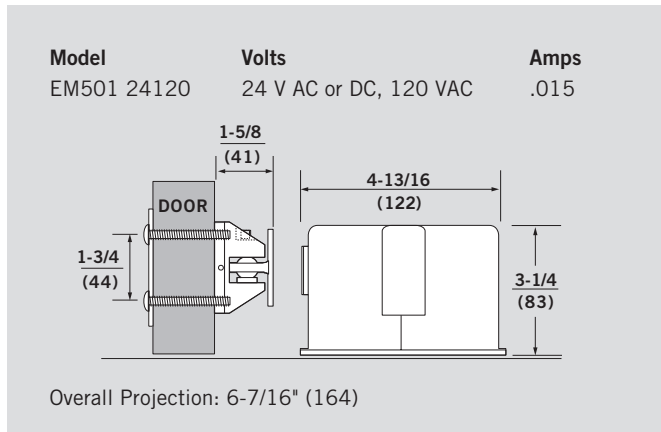 Model Volts Amps
EM501 24120 24 V AC or DC, 120 VAC .015
1-5/8
(41)
4-13/16
(122)
DOOR
1-3/4
(44)
3-1/4
(83)
Overall Projection: 6-7/16" (164)